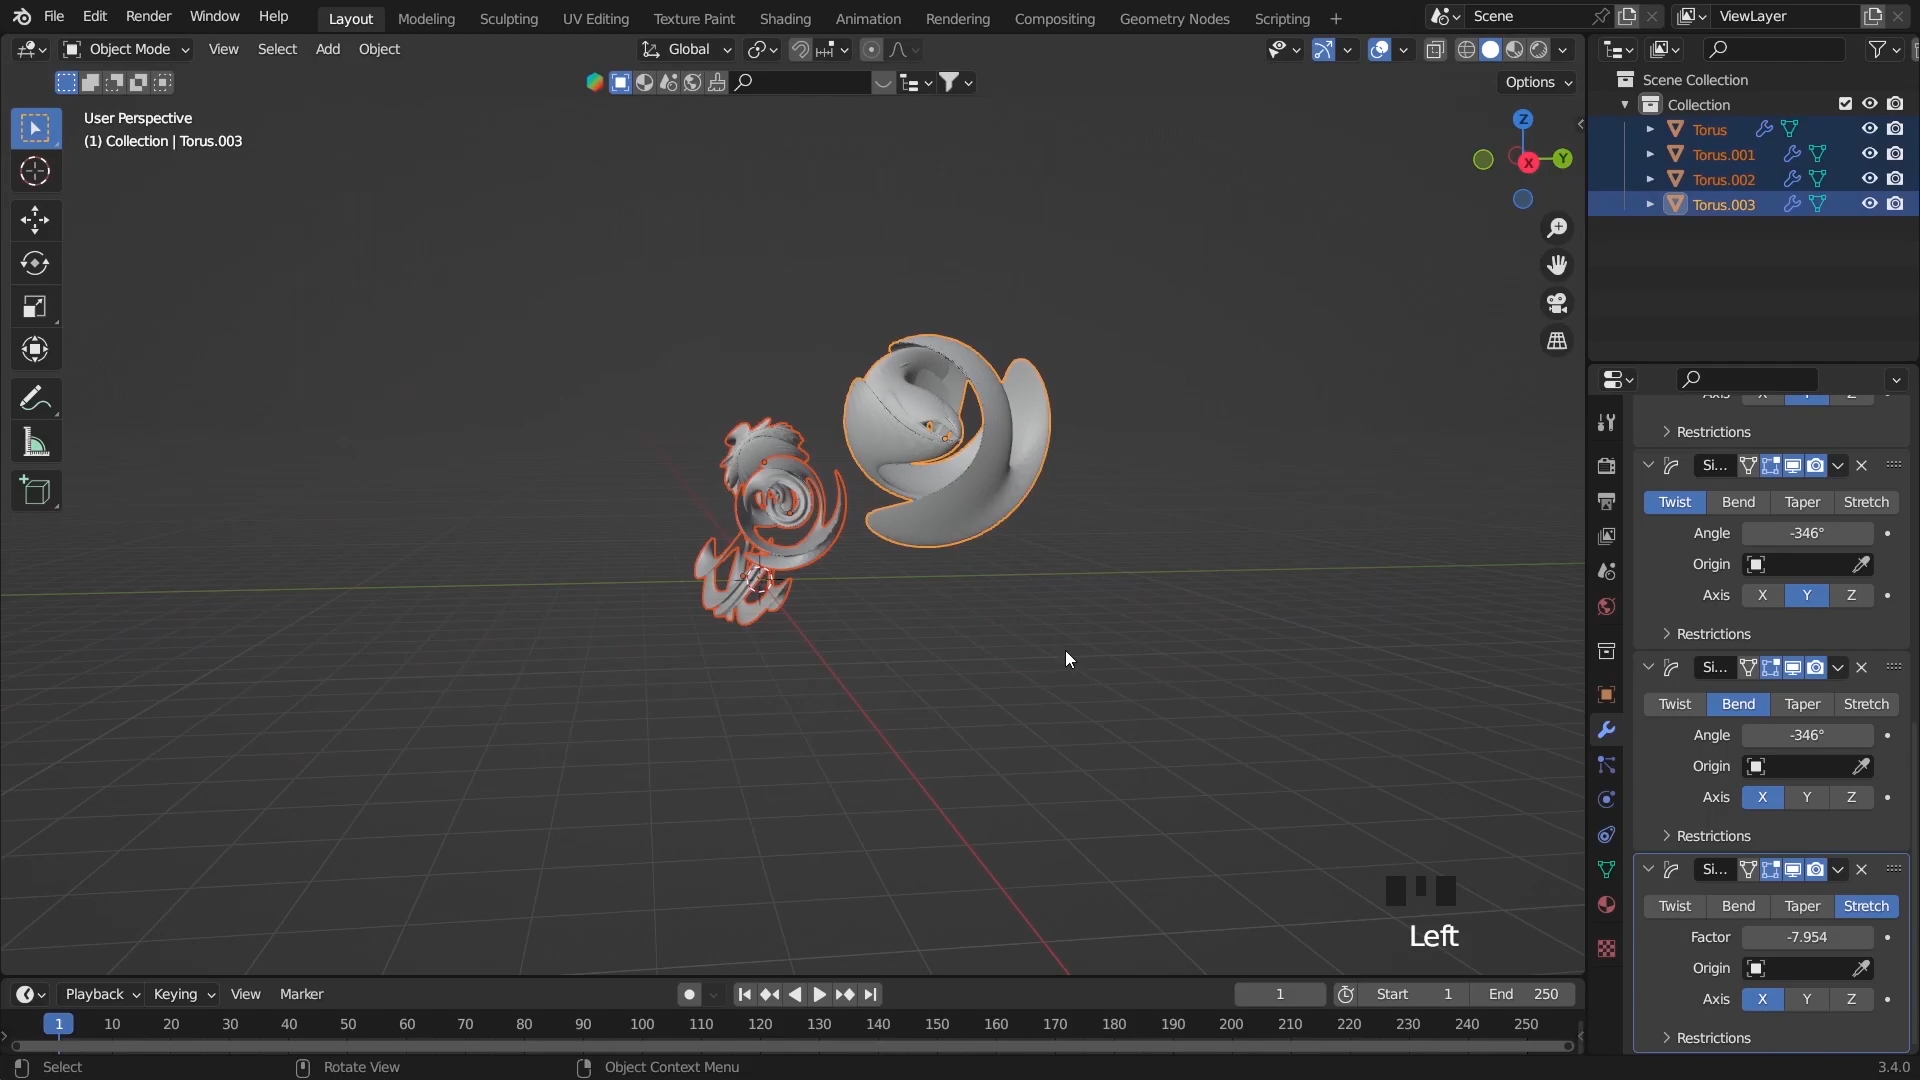 File Edit Render Window Help Layout Modeling Sculpting UV Editing Texture Paint Shading Animation Rendering Compositing Geometry Nodes Scripting + Scene ViewLayer
Object Mode View Select Add Object Global
Options
User Perspective
(1) Collection | Torus.003
Z
Y
X
Scene Collection
Collection
Torus
Torus.001
Torus.002
Torus.003
Axis X Y Z
Restrictions
Si...
Twist Bend Taper Stretch
Angle -346°
Origin
Axis X Y Z
Restrictions
Si...
Twist Bend Taper Stretch
Angle -346°
Origin
Axis X Y Z
Restrictions
Si...
Twist Bend Taper Stretch
Factor -7.954
Origin
Axis X Y Z
Restrictions
Left
Playback Keying View Marker 1 Start 1 End 250
1 10 20 30 40 50 60 70 80 90 100 110 120 130 140 150 160 170 180 190 200 210 220 230 240 250
Select Rotate View Object Context Menu 3.4.0